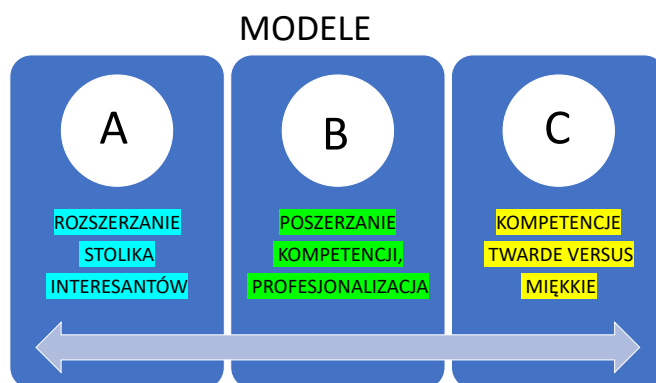 MODELE
A
ROZSZERZANIE
STOLIKA
INTERESANTÓW
B
POSZERZANIE
KOMPETENCJI,
PROFESJONALIZACJA
C
KOMPETENCJE
TWARDE VERSUS
MIĘKKIE